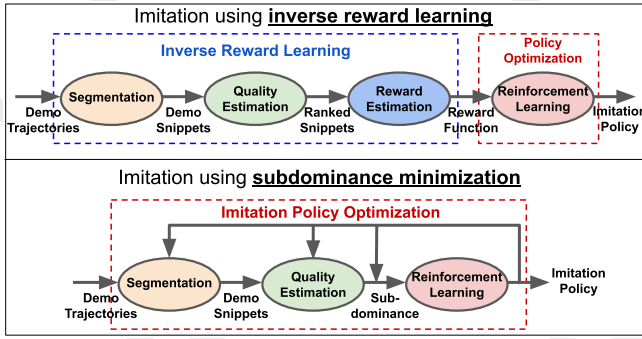 Imitation using inverse reward learning
Inverse Reward Learning
Policy
Optimization
Segmentation
Quality
Estimation
Reward
Estimation
Reinforcement
Learning
Demo
Trajectories
Demo
Snippets
Ranked
Snippets
Reward
Function
Imitation
Policy
Imitation using subdominance minimization
Imitation Policy Optimization
Segmentation
Quality
Estimation
Reinforcement
Learning
Imitation
Policy
Demo
Trajectories
Demo
Snippets
Sub-
dominance